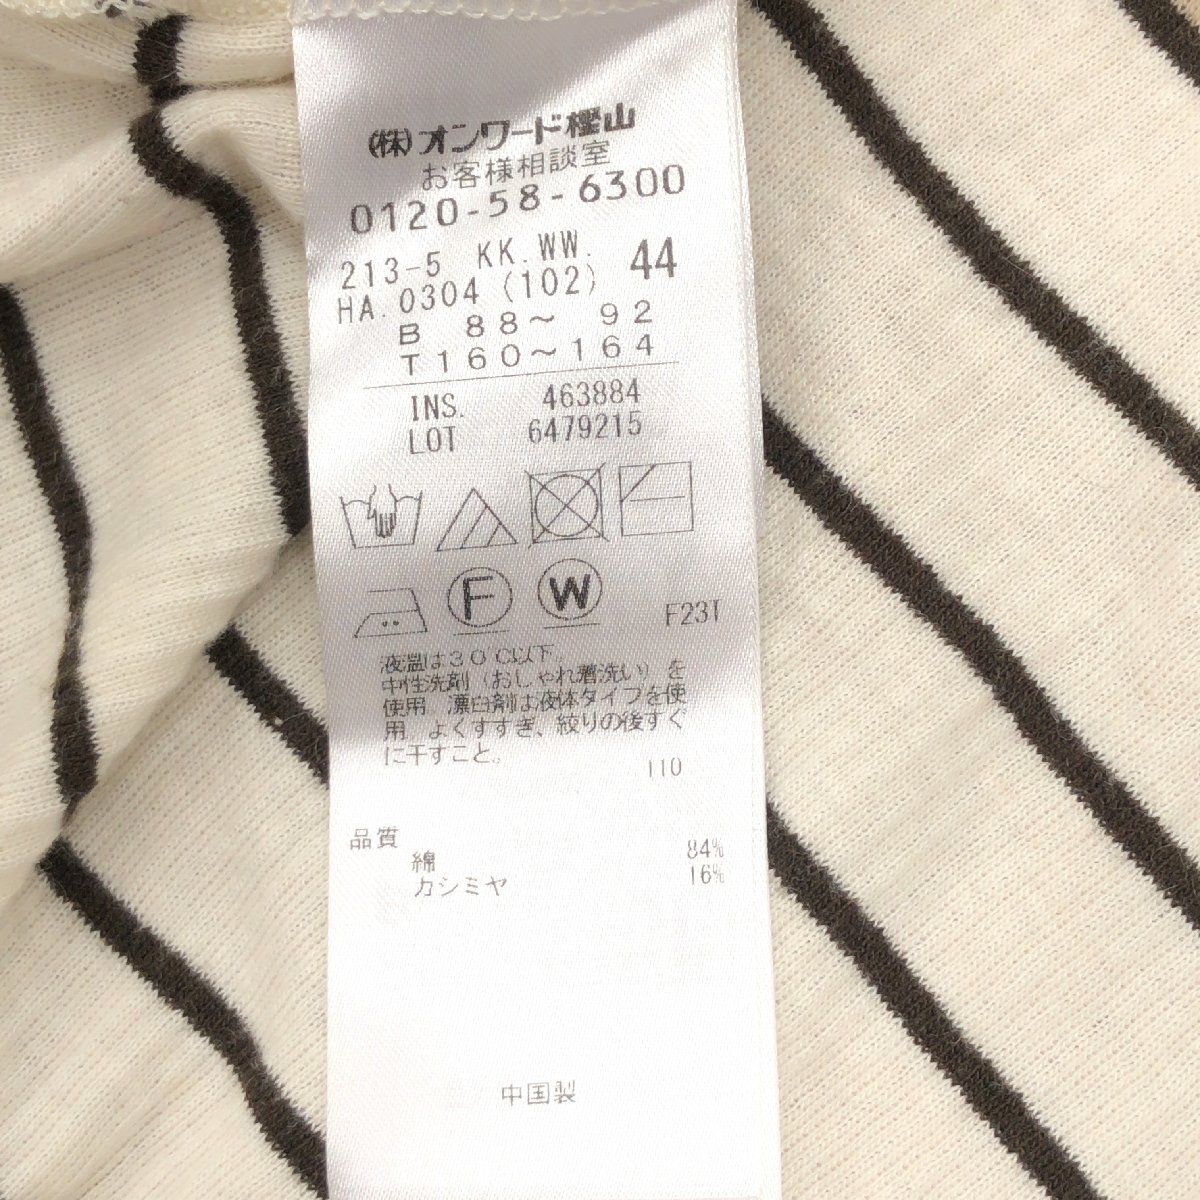 (株)オンワード樫山
お客様相談室
0120-58-6300
213-5 KK.WW. 44
HA.0304 (102)
B 88～ 92
T160～164
INS. 463884
LOT 6479215
F W
F23T
液温は30℃以下。
中性洗剤（おしゃれ着洗い）を
使用。漂白剤は液体タイプを使
用。よくすすぎ、絞りの後すぐ
に干すこと。
110
品質
綿 84%
カシミヤ 16%
中国製